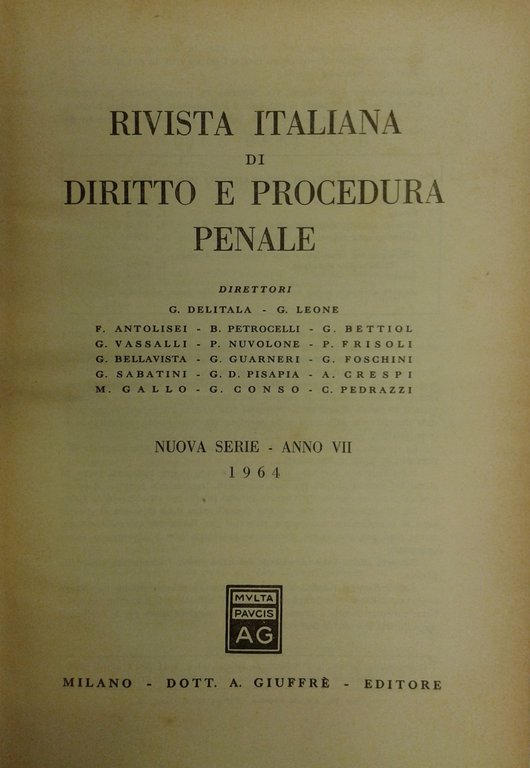 RIVISTA ITALIANA
DI
DIRITTO E PROCEDURA
PENALE
DIRETTORI
G. DELITALA - G. LEONE
F. ANTOLISEI - B. PETROCELLI - G. BETTIOL
G. VASSALLI - P. NUVOLONE - P. FRISOLI
G. BELLAVISTA - G. GUARNERI - G. FOSCHINI
G. SABATINI - G. D. PISAPIA - A. CRESPI
M. GALLO - G. CONSO - C. PEDRAZZI
NUOVA SERIE - ANNO VII
1964
MVLTA
PAVCIS
AG
MILANO - DOTT. A. GIUFFRÈ - EDITORE